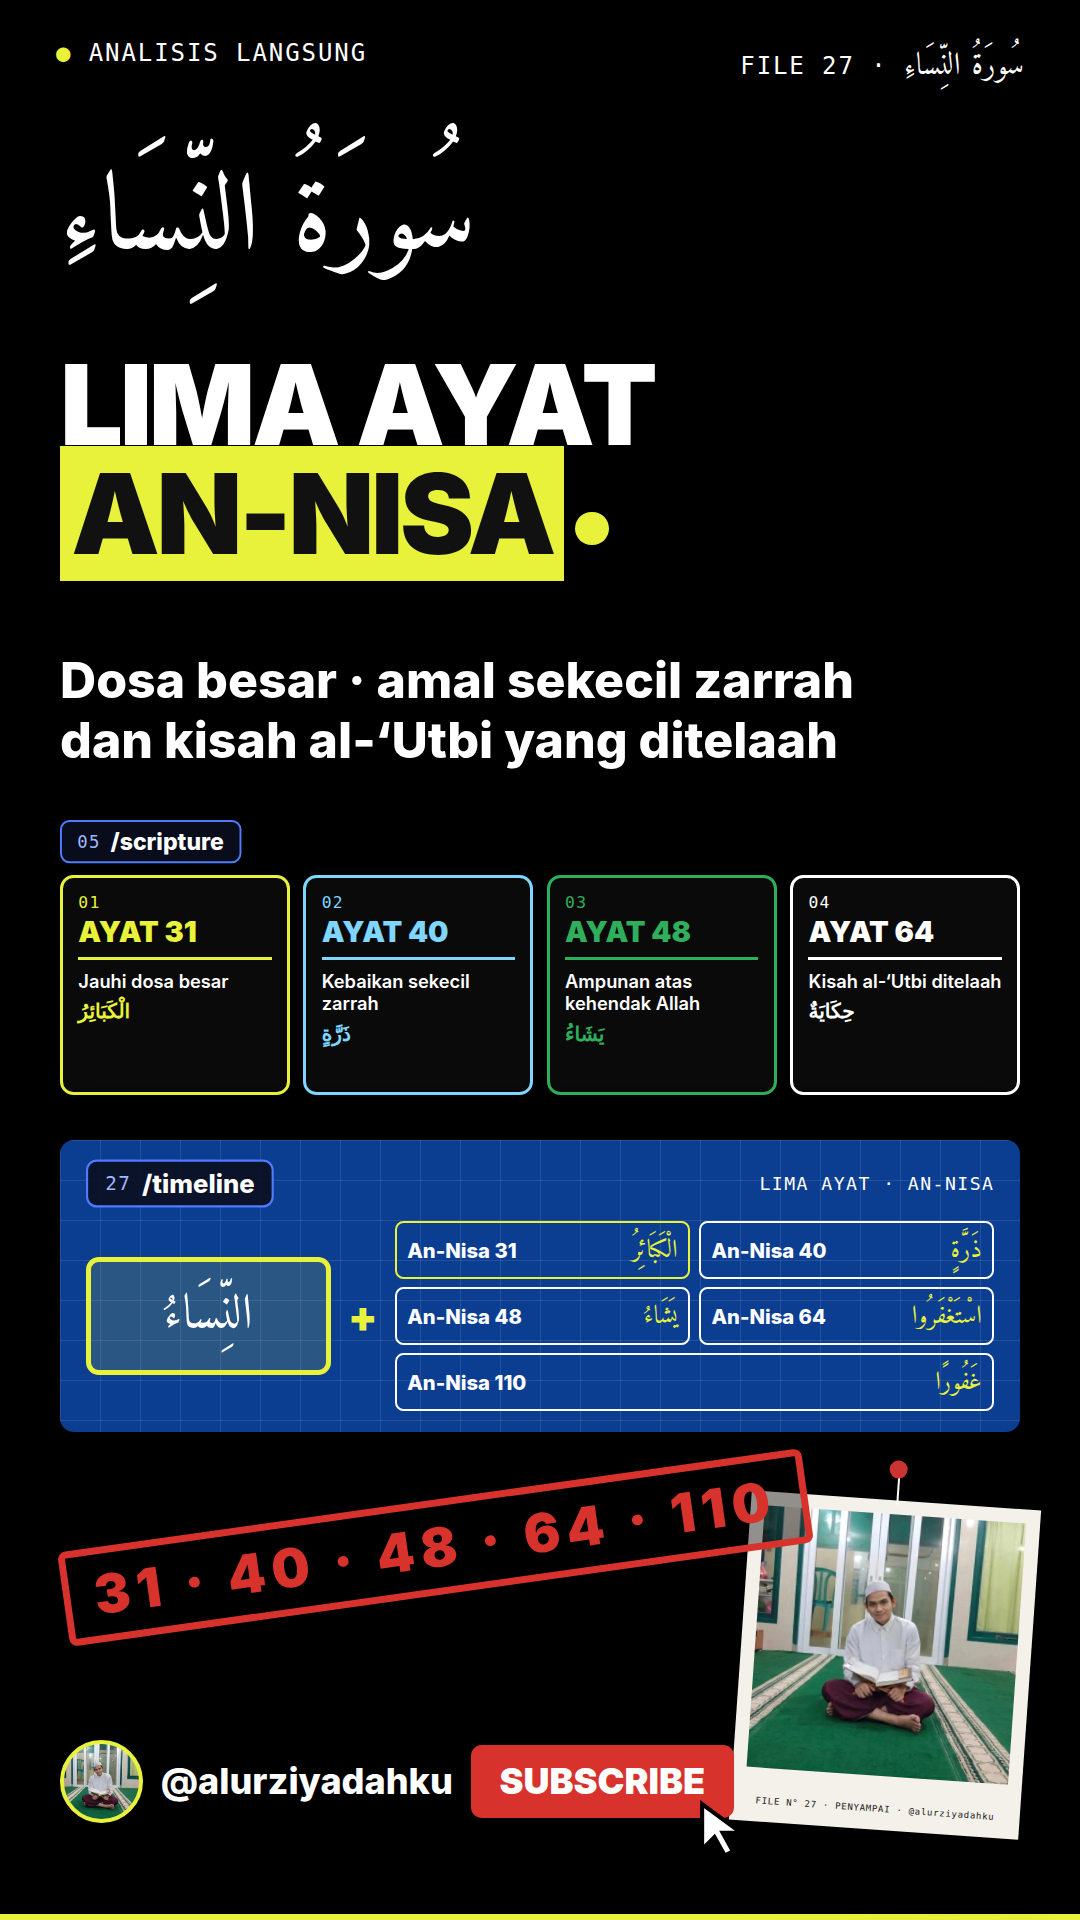 ANALISIS LANGSUNG
FILE 27 · سُورَةُ النِّسَاءِ
سُورَةُ النِّسَاءِ
LIMA AYAT
AN-NISA.
Dosa besar · amal sekecil zarrah
dan kisah al-‘Utbi yang ditelaah
05 /scripture
01
AYAT 31
Jauhi dosa besar
الْكَبَائِرُ
02
AYAT 40
Kebaikan sekecil
zarrah
ذَرَّةٍ
03
AYAT 48
Ampunan atas
kehendak Allah
يَشَاءُ
04
AYAT 64
Kisah al-‘Utbi ditelaah
حِكَايَةٌ
27 /timeline
LIMA AYAT · AN-NISA
النِّسَاءُ
+
An-Nisa 31 الْكَبَائِرُ
An-Nisa 40 ذَرَّةٍ
An-Nisa 48 يَشَاءُ
An-Nisa 64 اسْتَغْفَرُوا
An-Nisa 110 غَفُورًا
31 · 40 · 48 · 64 · 110
@alurziyadahku
SUBSCRIBE
FILE N° 27 · PENYAMPAI · @alurziyadahku